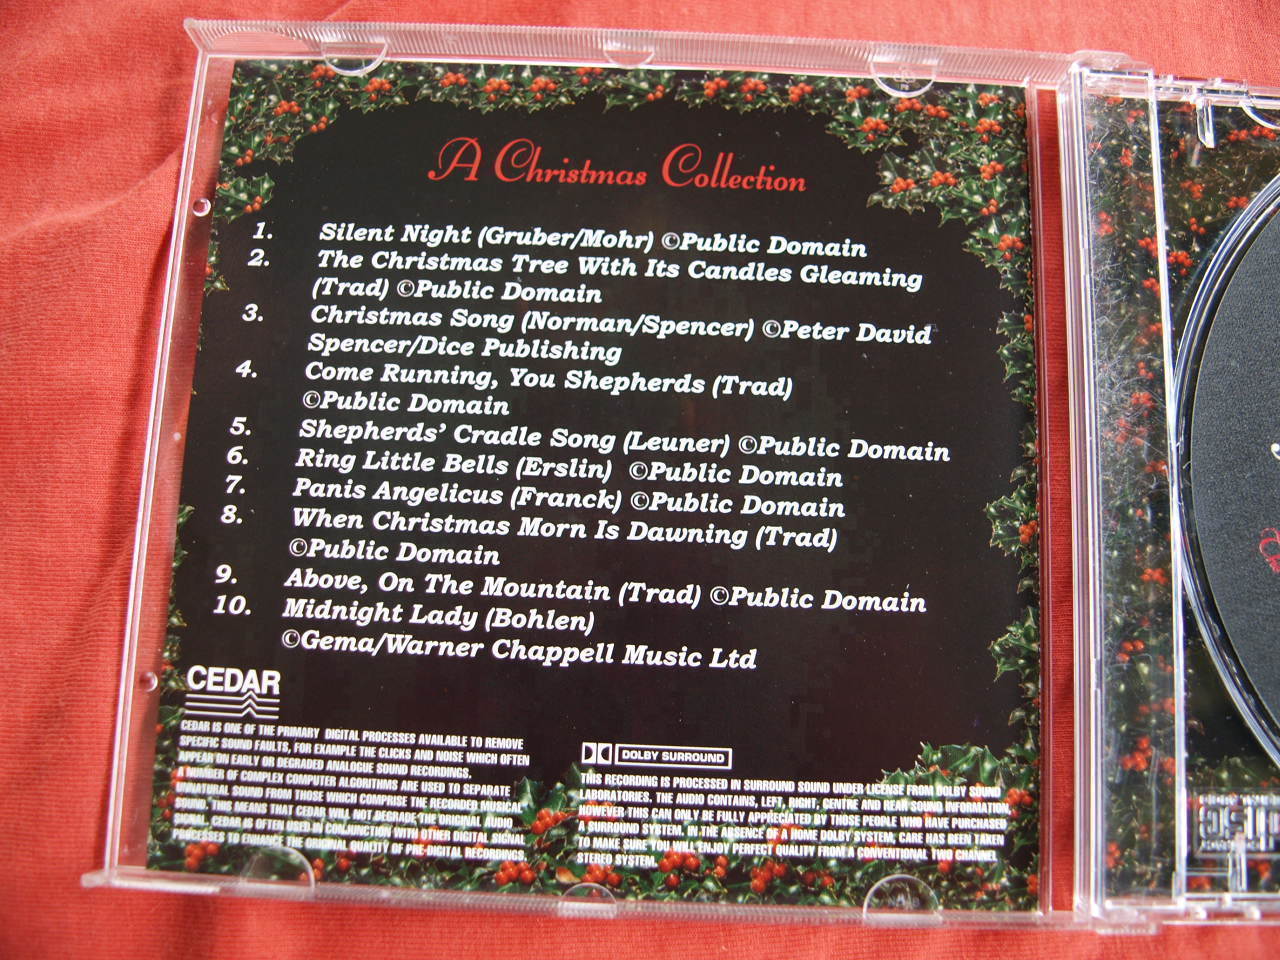 A Christmas Collection
1. Silent Night (Gruber/Mohr) ©Public Domain
2. The Christmas Tree With Its Candles Gleaming
(Trad) ©Public Domain
3. Christmas Song (Norman/Spencer) ©Peter David
Spencer/Dice Publishing
4. Come Running, You Shepherds (Trad)
©Public Domain
5. Shepherds' Cradle Song (Leuner) ©Public Domain
6. Ring Little Bells (Erslin) ©Public Domain
7. Panis Angelicus (Franck) ©Public Domain
8. When Christmas Morn Is Dawning (Trad)
©Public Domain
9. Above, On The Mountain (Trad) ©Public Domain
10. Midnight Lady (Bohlen)
©Gema/Warner Chappell Music Ltd
CEDAR
CEDAR IS ONE OF THE PRIMARY DIGITAL PROCESSES AVAILABLE TO REMOVE
SPECIFIC SOUND FAULTS, FOR EXAMPLE THE CLICKS AND NOISE WHICH OFTEN
APPEAR ON EARLY OR DEGRADED ANALOGUE SOUND RECORDINGS.
A NUMBER OF COMPLEX COMPUTER ALGORITHMS ARE USED TO SEPARATE
UNNATURAL SOUND FROM THOSE WHICH COMPRISE THE RECORDED MUSICAL
SOUND, THIS MEANS THAT CEDAR WILL NOT DEGRADE THE ORIGINAL AUDIO
SIGNAL. CEDAR IS OFTEN USED IN CONJUNCTION WITH OTHER DIGITAL SIGNAL
PROCESSES TO ENHANCE THE ORIGINAL QUALITY OF PRE-DIGITAL RECORDINGS.
DOLBY SURROUND
THIS RECORDING IS PROCESSED IN SURROUND SOUND UNDER LICENSE FROM DOLBY SOUND
LABORATORIES. THE AUDIO CONTAINS, LEFT, RIGHT, CENTRE AND REAR SOUND INFORMATION,
HOWEVER THIS CAN ONLY BE FULLY APPRECIATED BY THOSE PEOPLE WHO HAVE PURCHASED
A SURROUND SYSTEM. IN THE ABSENCE OF A HOME DOLBY SYSTEM, CARE HAS BEEN TAKEN
TO MAKE SURE YOU WILL ENJOY PERFECT QUALITY FROM A CONVENTIONAL TWO CHANNEL
STEREO SYSTEM.